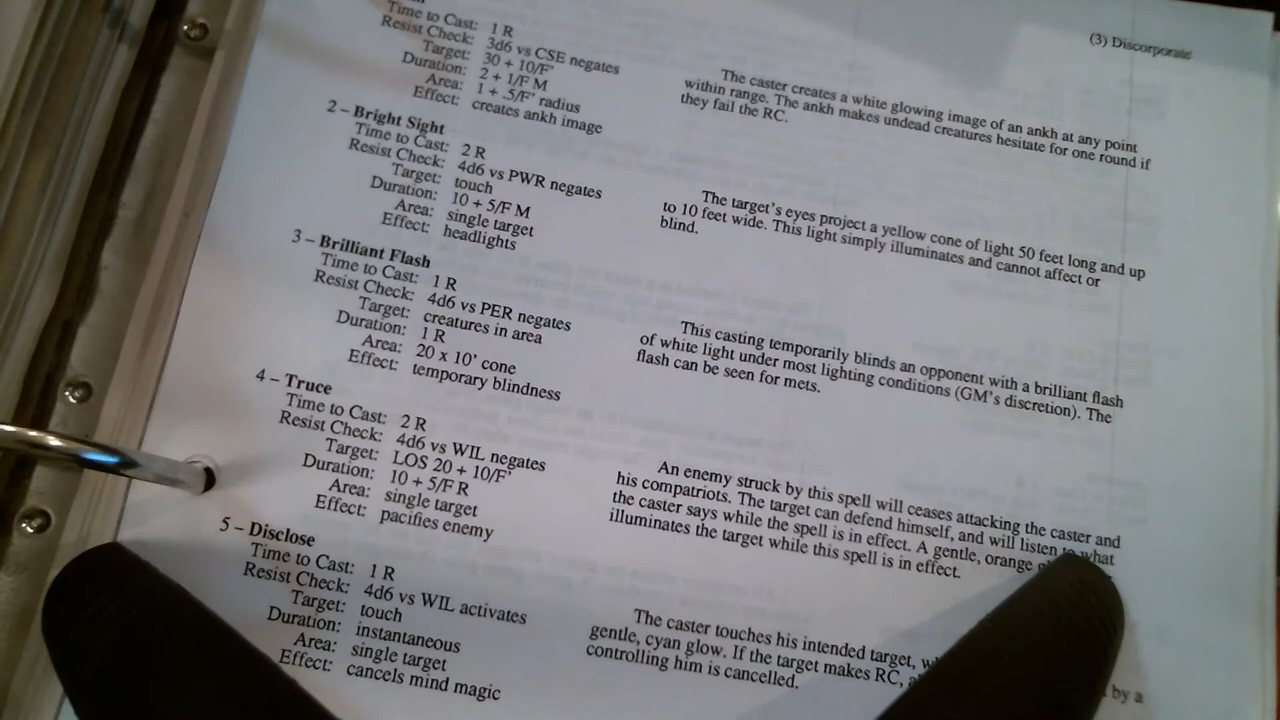 (3) Discorporate
Time to Cast: 1 R
Resist Check: 3d6 vs CSE negates
Target: 30 + 10/F'
Duration: 2 + 1/F M
Area: 1 + .5/F' radius
Effect: creates ankh image
The caster creates a white glowing image of an ankh at any point
within range. The ankh makes undead creatures hesitate for one round if
they fail the RC.
2 – Bright Sight
Time to Cast: 2 R
Resist Check: 4d6 vs PWR negates
Target: touch
Duration: 10 + 5/F M
Area: single target
Effect: headlights
The target's eyes project a yellow cone of light 50 feet long and up
to 10 feet wide. This light simply illuminates and cannot affect or
blind.
3 – Brilliant Flash
Time to Cast: 1 R
Resist Check: 4d6 vs PER negates
Target: creatures in area
Duration: 1 R
Area: 20 x 10' cone
Effect: temporary blindness
This casting temporarily blinds an opponent with a brilliant flash
of white light under most lighting conditions (GM's discretion). The
flash can be seen for mets.
4 – Truce
Time to Cast: 2 R
Resist Check: 4d6 vs WIL negates
Target: LOS 20 + 10/F'
Duration: 10 + 5/F R
Area: single target
Effect: pacifies enemy
An enemy struck by this spell will ceases attacking the caster and
his compatriots. The target can defend himself, and will listen to what
the caster says while the spell is in effect. A gentle, orange
illuminates the target while this spell is in effect.
5 – Disclose
Time to Cast: 1 R
Resist Check: 4d6 vs WIL activates
Target: touch
Duration: instantaneous
Area: single target
Effect: cancels mind magic
The caster touches his intended target,
gentle, cyan glow. If the target makes RC, by a
controlling him is cancelled.